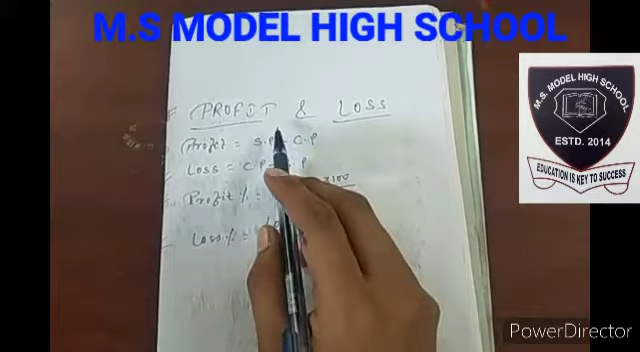 M.S MODEL HIGH SCHOOL
PROFIT & LOSS
Profit = S.P - C.P
Loss = C.P - S.P
Profit % = ×100
Loss % =
M.S. MODEL HIGH SCHOOL
ESTD. 2014
EDUCATION IS KEY TO SUCCESS
PowerDirector